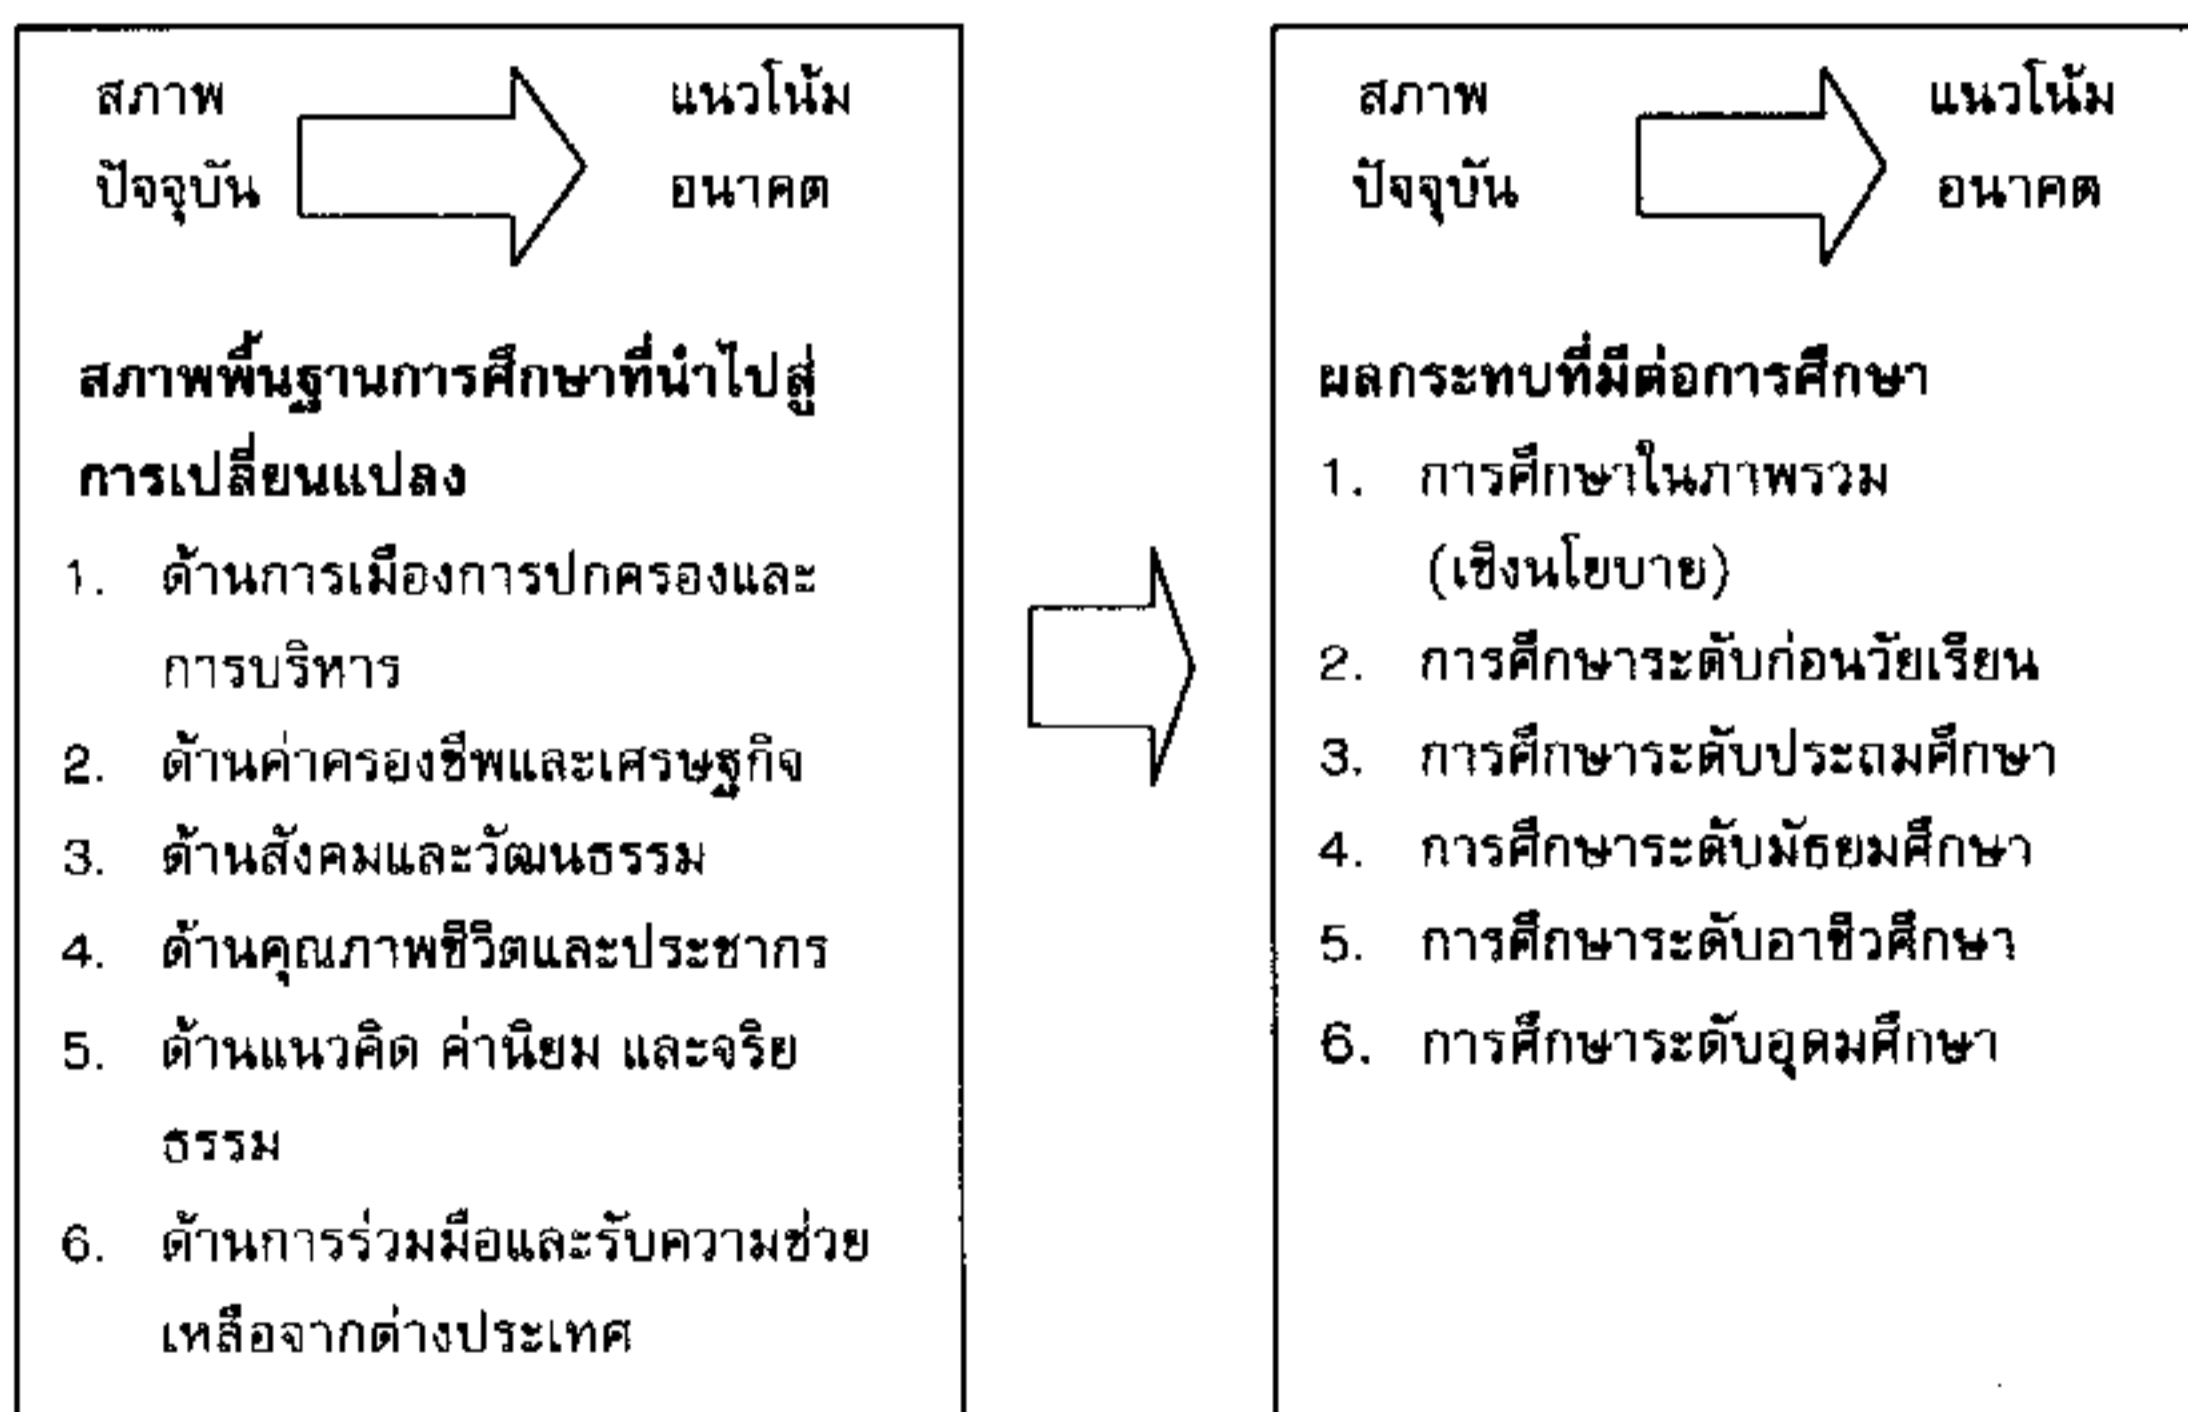 สภาพ
ปัจจุบัน
แนวโน้ม
อนาคต
สภาพพื้นฐานการศึกษาที่นำไปสู่
การเปลี่ยนแปลง
1. ด้านการเมืองการปกครองและ
การบริหาร
2. ด้านค่าครองชีพและเศรษฐกิจ
3. ด้านสังคมและวัฒนธรรม
4. ด้านคุณภาพชีวิตและประชากร
5. ด้านแนวคิด ค่านิยม และจริย
ธรรม
6. ด้านการร่วมมือและรับความช่วย
เหลือจากต่างประเทศ
สภาพ
ปัจจุบัน
แนวโน้ม
อนาคต
ผลกระทบที่มีต่อการศึกษา
1. การศึกษาในภาพรวม
(เชิงนโยบาย)
2. การศึกษาระดับก่อนวัยเรียน
3. การศึกษาระดับประถมศึกษา
4. การศึกษาระดับมัธยมศึกษา
5. การศึกษาระดับอาชีวศึกษา
6. การศึกษาระดับอุดมศึกษา